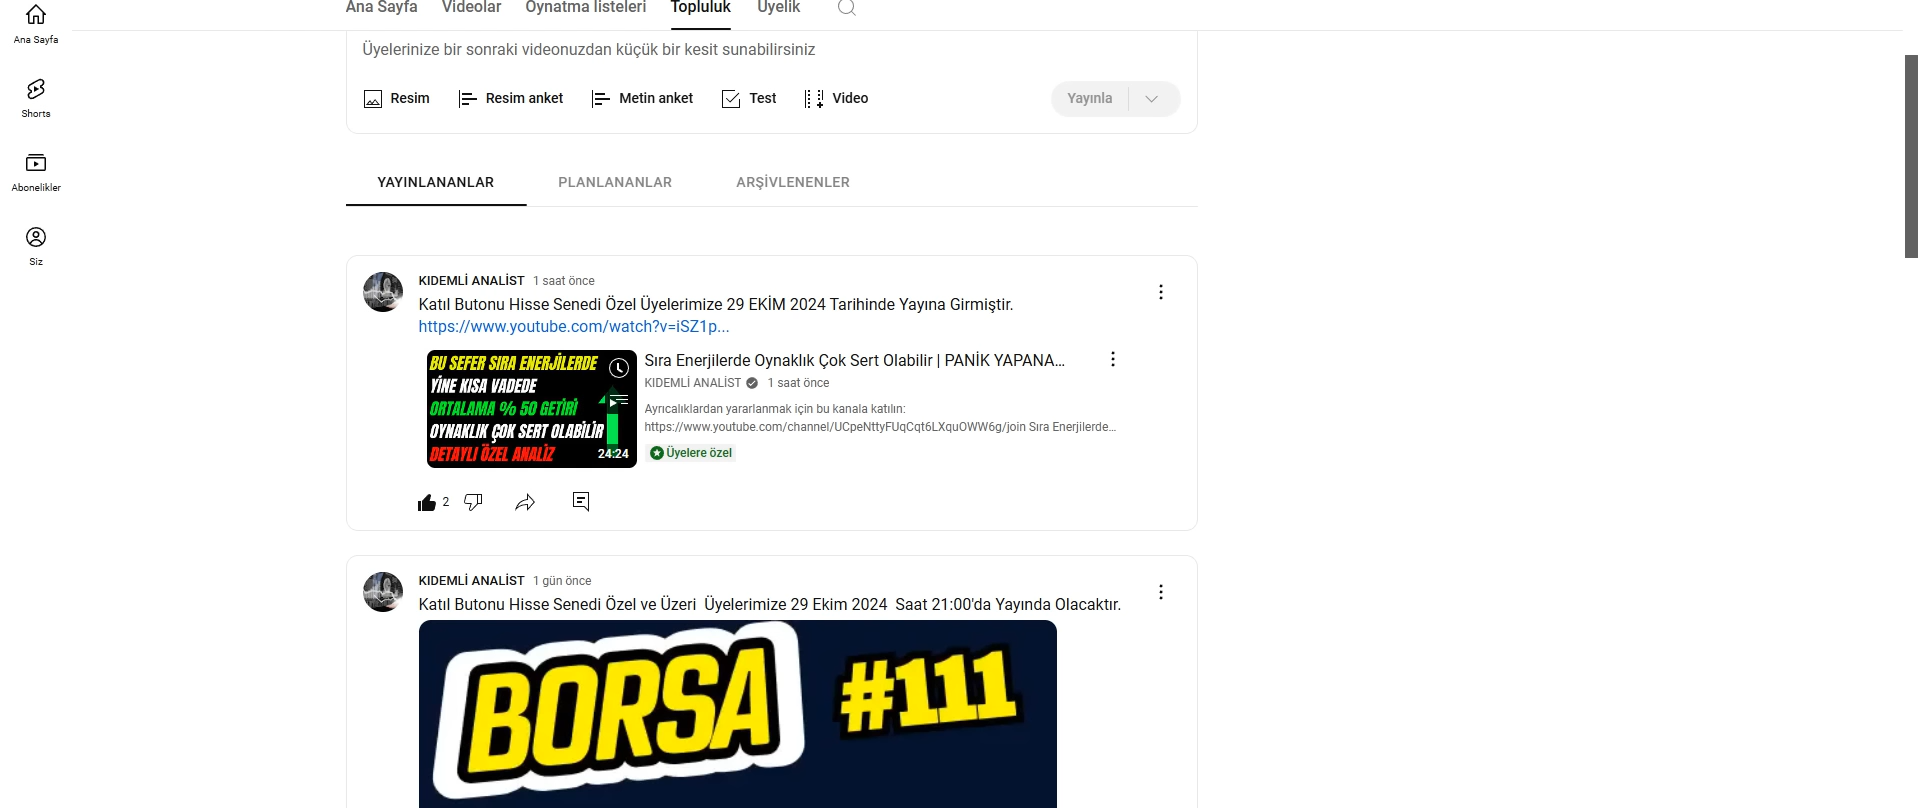 Ana Sayfa Videolar Oynatma listeleri Topluluk Üyelik
Ana Sayfa
Shorts
Abonelikler
Siz
Üyelerinize bir sonraki videonuzdan küçük bir kesit sunabilirsiniz
Resim Resim anket Metin anket Test Video Yayınla
YAYINLANANLAR PLANLANANLAR ARŞİVLENENLER
KIDEMLİ ANALİST 1 saat önce
Katıl Butonu Hisse Senedi Özel Üyelerimize 29 EKİM 2024 Tarihinde Yayına Girmiştir.
https://www.youtube.com/watch?v=iSZ1p...
BU SEFER SIRA ENERJİLERDE
YİNE KISA VADEDE
ORTALAMA % 50 GETİRİ
OYNAKLIK ÇOK SERT OLABİLİR
DETAYLI ÖZEL ANALİZ
24:24
Sıra Enerjilerde Oynaklık Çok Sert Olabilir | PANİK YAPANA...
KIDEMLİ ANALİST 1 saat önce
Ayrıcalıklardan yararlanmak için bu kanala katılın:
https://www.youtube.com/channel/UCpeNttyFUqCqt6LXquOWW6g/join Sıra Enerjilerde...
Üyelere özel
2
KIDEMLİ ANALİST 1 gün önce
Katıl Butonu Hisse Senedi Özel ve Üzeri  Üyelerimize 29 Ekim 2024  Saat 21:00'da Yayında Olacaktır.
BORSA #111